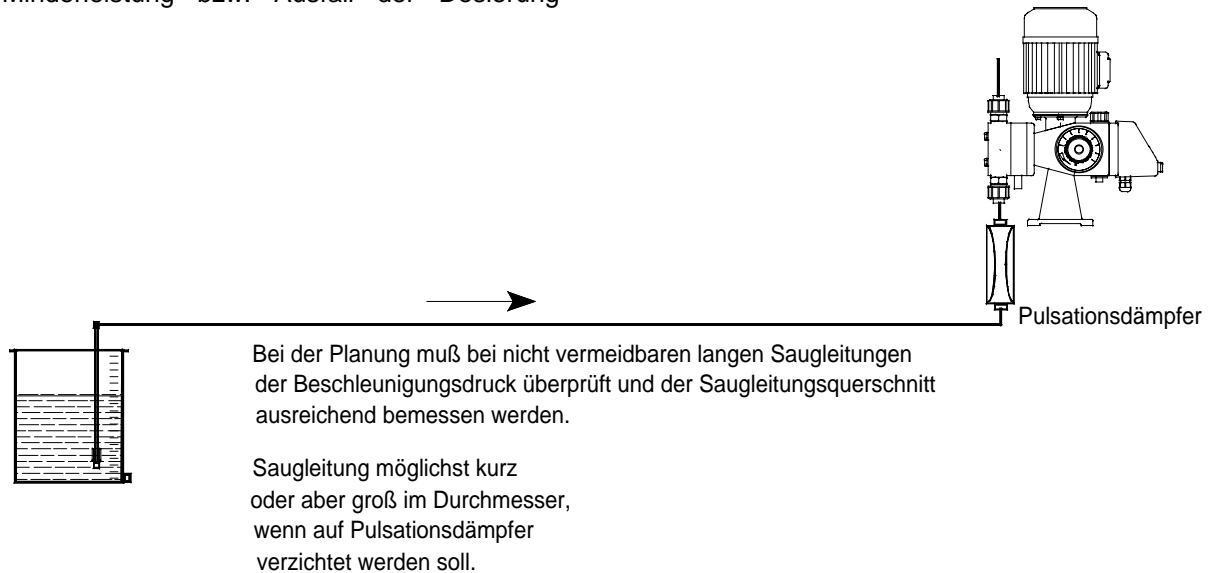 Minderleistung bzw. Ausfall der Dosierung
Pulsationsdämpfer
Bei der Planung muß bei nicht vermeidbaren langen Saugleitungen
der Beschleunigungsdruck überprüft und der Saugleitungsquerschnitt
ausreichend bemessen werden.
Saugleitung möglichst kurz
oder aber groß im Durchmesser,
wenn auf Pulsationsdämpfer
verzichtet werden soll.